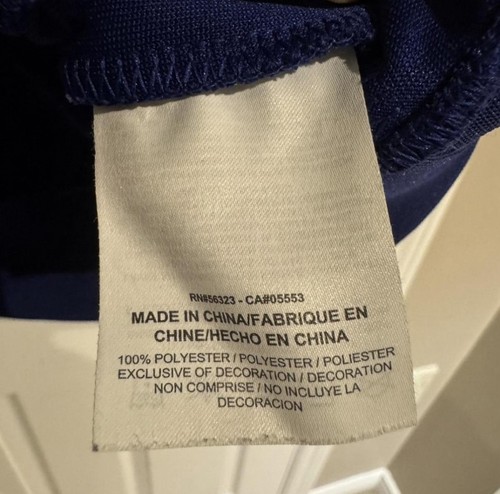 RN#56323 - CA#05553
MADE IN CHINA/FABRIQUE EN
CHINE/HECHO EN CHINA
100% POLYESTER / POLYESTER / POLIESTER
EXCLUSIVE OF DECORATION / DECORATION
NON COMPRISE / NO INCLUYE LA
DECORACION